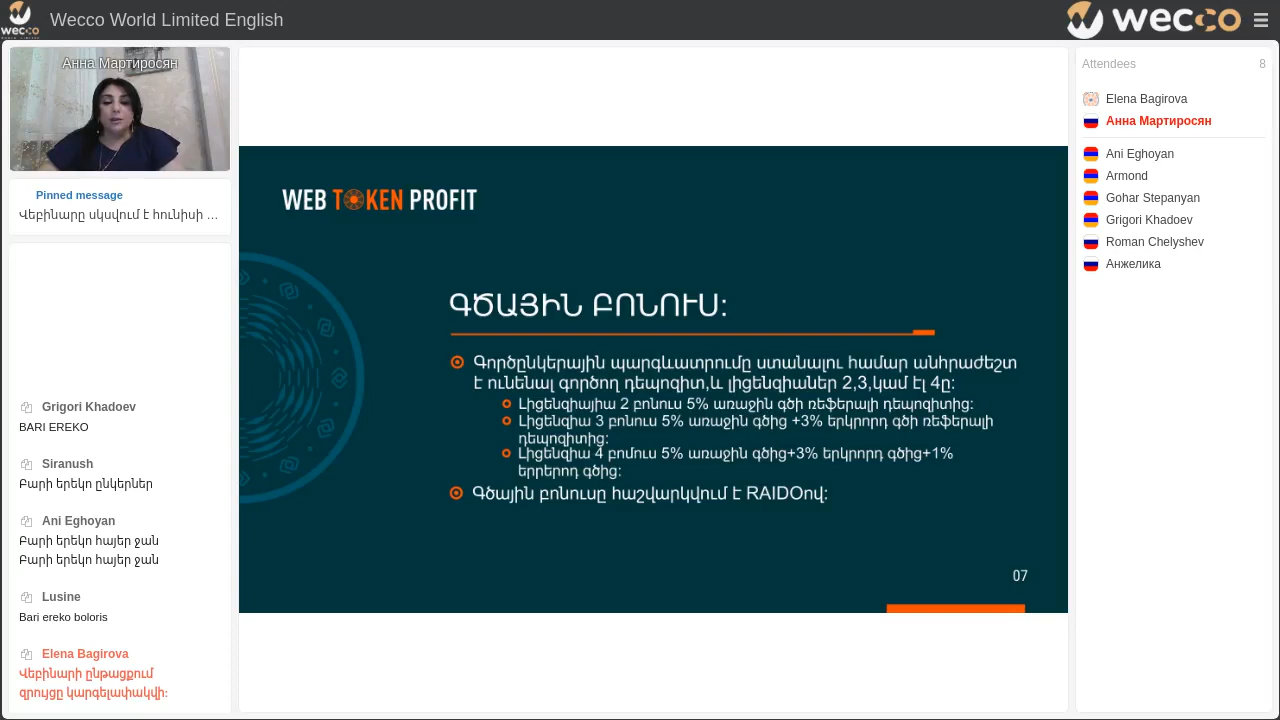 wecco
Wecco World Limited English
wecco
Анна Мартиросян
Pinned message
Վեբինարը սկսվում է հունիսի ...
Grigori Khadoev
BARI EREKO
Siranush
Բարի երեկո ընկերներ
Ani Eghoyan
Բարի երեկո հայեր ջան
Բարի երեկո հայեր ջան
Lusine
Bari ereko boloris
Elena Bagirova
Վեբինարի ընթացքում
զրույցը կարգելափակվի:
WEB TOKEN PROFIT
ԳԾԱՅԻՆ ԲՈՆՈՒՍ:
Գործընկերային պարգևատրումը ստանալու համար անհրաժեշտ
է ունենալ գործող դեպոզիտ,և լիցենզիաներ 2,3,կամ էլ 4ը:
Լիցենզիայիա 2 բոնուս 5% առաջին գծի ռեֆերալի դեպոզիտից:
Լիցենզիա 3 բոնուս 5% առաջին գծից +3% երկրորդ գծի ռեֆերալի
դեպոզիտից:
Լիցենզիա 4 բոմուս 5% առաջին գծից+3% երկրորդ գծից+1%
երրերոդ գծից:
Գծային բոնուսը հաշվարկվում է RAIDOով:
07
Attendees 8
Elena Bagirova
Анна Мартиросян
Ani Eghoyan
Armond
Gohar Stepanyan
Grigori Khadoev
Roman Chelyshev
Анжелика